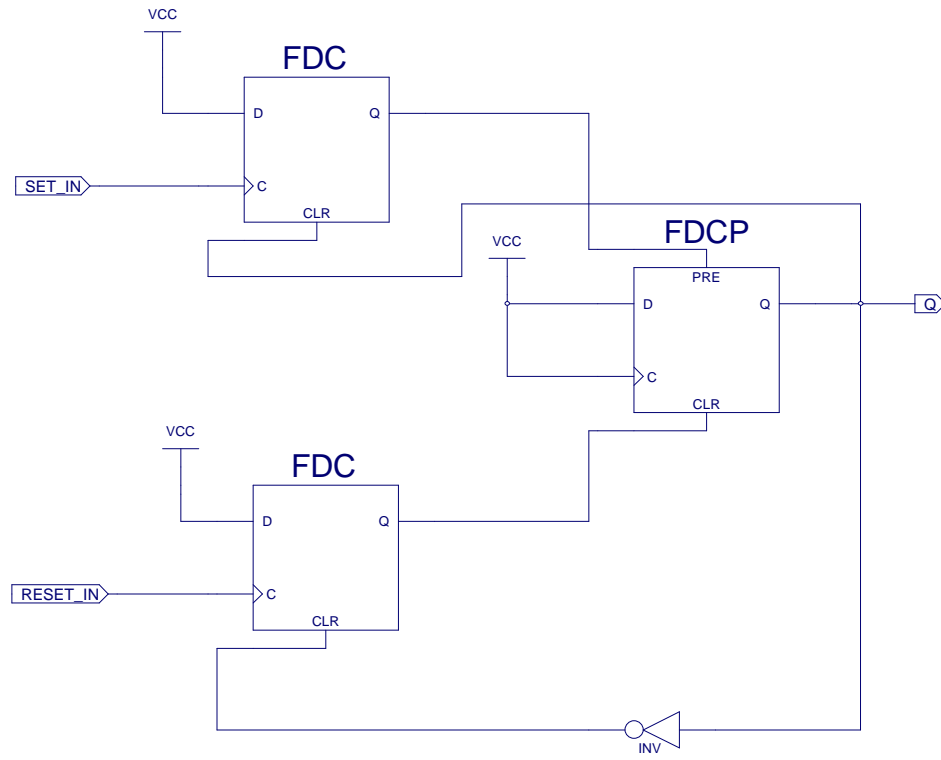 VCC
FDC
D
Q
SET_IN
C
CLR
FDCP
VCC
PRE
D
Q
Q
C
CLR
VCC
FDC
D
Q
RESET_IN
C
CLR
INV